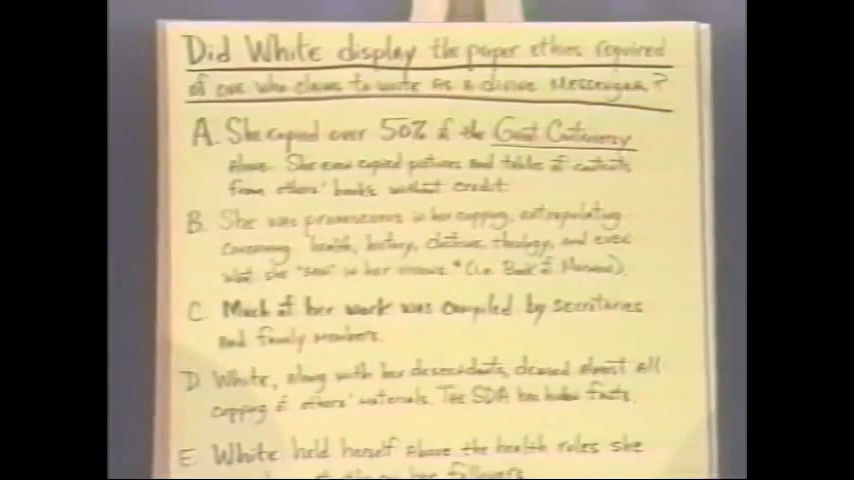 Did White display the proper ethics required
of one who claims to write as a divine Messenger?
A. She copied over 50% of the Great Controversy
alone. She even copied pictures and tables of contents
from others' books without credit.
B. She was promiscuous in her copying, extrapolating
concerning health, history, doctrine, theology, and even
what she "saw" in her visions. * (i.e. Book of Mormon).
C. Much of her work was compiled by secretaries
and family members.
D. White, along with her descendants, denied almost all
copying of others' materials. The SDA has hidden facts.
E. White held herself above the health rules she
on her followers